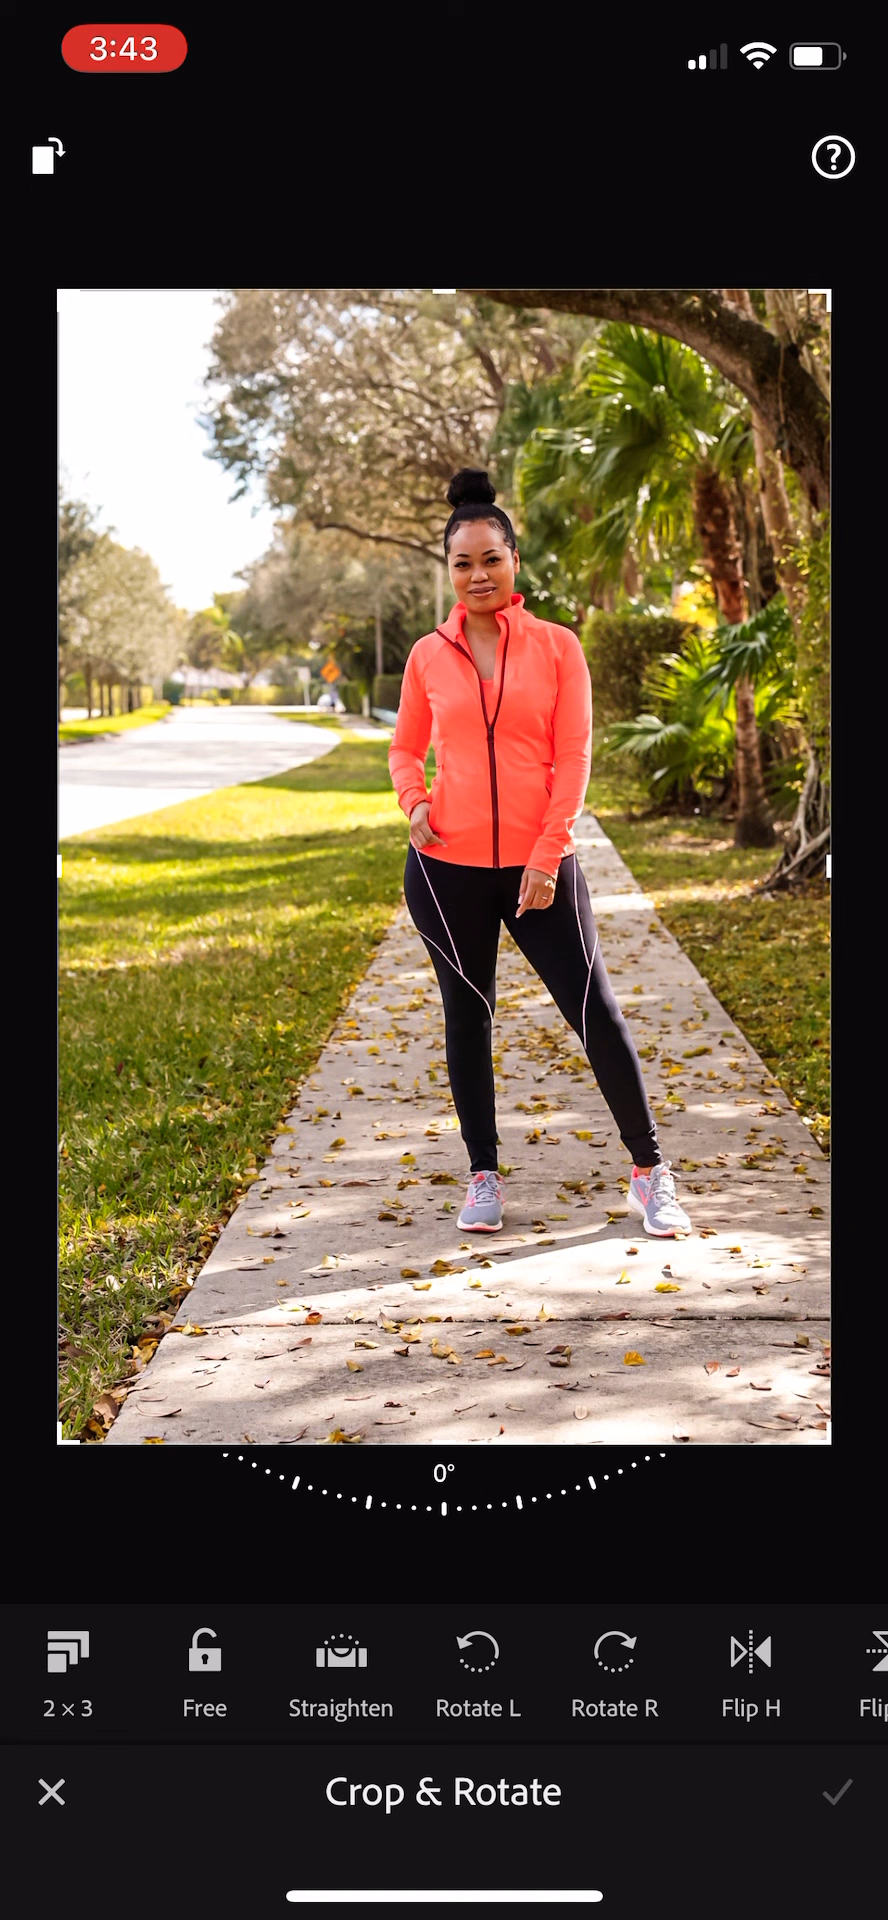 3:43
?
0°
2 × 3
Free
Straighten
Rotate L
Rotate R
Flip H
Crop & Rotate